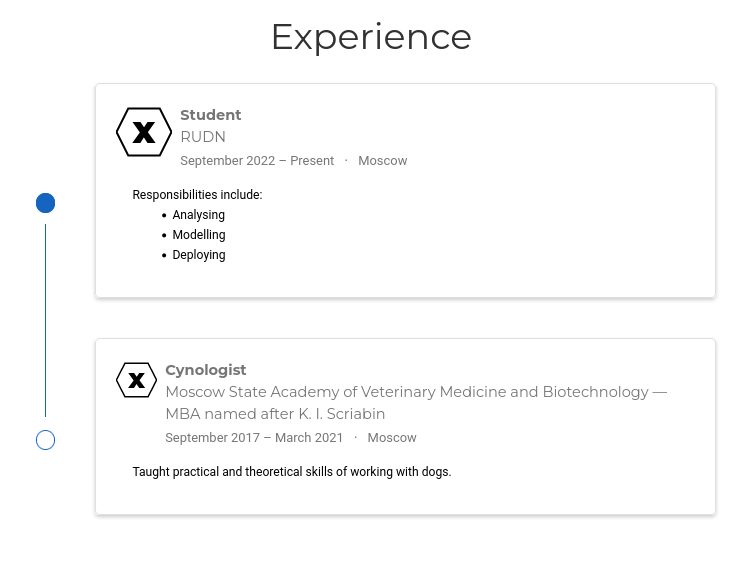 Experience
X
Student
RUDN
September 2022 – Present · Moscow
Responsibilities include:
• Analysing
• Modelling
• Deploying
X
Cynologist
Moscow State Academy of Veterinary Medicine and Biotechnology —
MBA named after K. I. Scriabin
September 2017 – March 2021 · Moscow
Taught practical and theoretical skills of working with dogs.